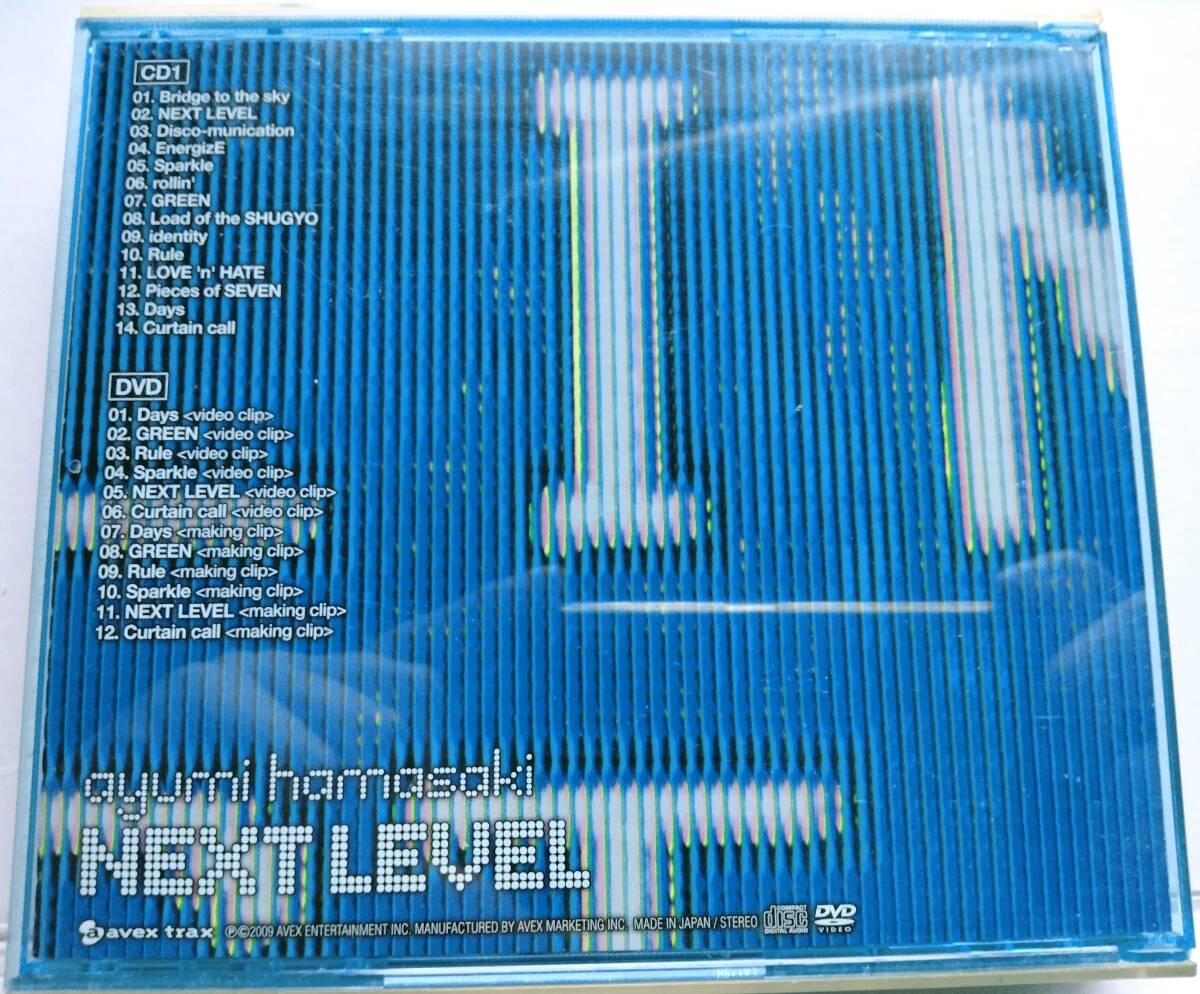 CD1
01. Bridge to the sky
02. NEXT LEVEL
03. Disco-munication
04. EnergizE
05. Sparkle
06. rollin'
07. GREEN
08. Load of the SHUGYO
09. identity
10. Rule
11. LOVE 'n' HATE
12. Pieces of SEVEN
13. Days
14. Curtain call
DVD
01. Days <video clip>
02. GREEN <video clip>
03. Rule <video clip>
04. Sparkle <video clip>
05. NEXT LEVEL <video clip>
06. Curtain call <video clip>
07. Days <making clip>
08. GREEN <making clip>
09. Rule <making clip>
10. Sparkle <making clip>
11. NEXT LEVEL <making clip>
12. Curtain call <making clip>
ayumi hamasaki
NEXT LEVEL
avex trax ℗©2009 AVEX ENTERTAINMENT INC. MANUFACTURED BY AVEX MARKETING INC. MADE IN JAPAN / STEREO COMPACT disc DIGITAL AUDIO DVD VIDEO